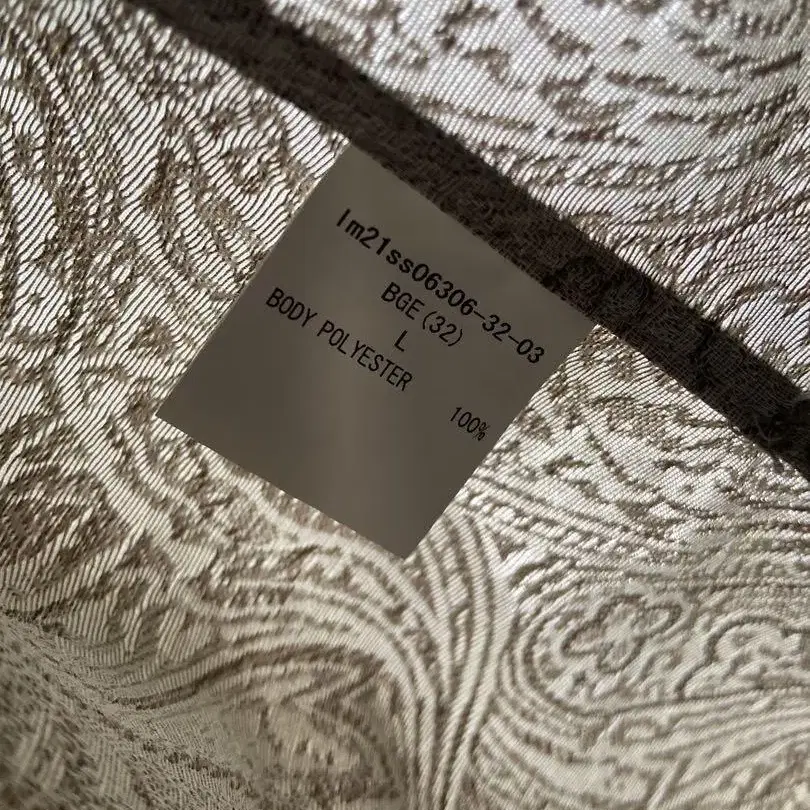 lm21ss06306-32-03
BGE(32)
L
BODY POLYESTER 100%